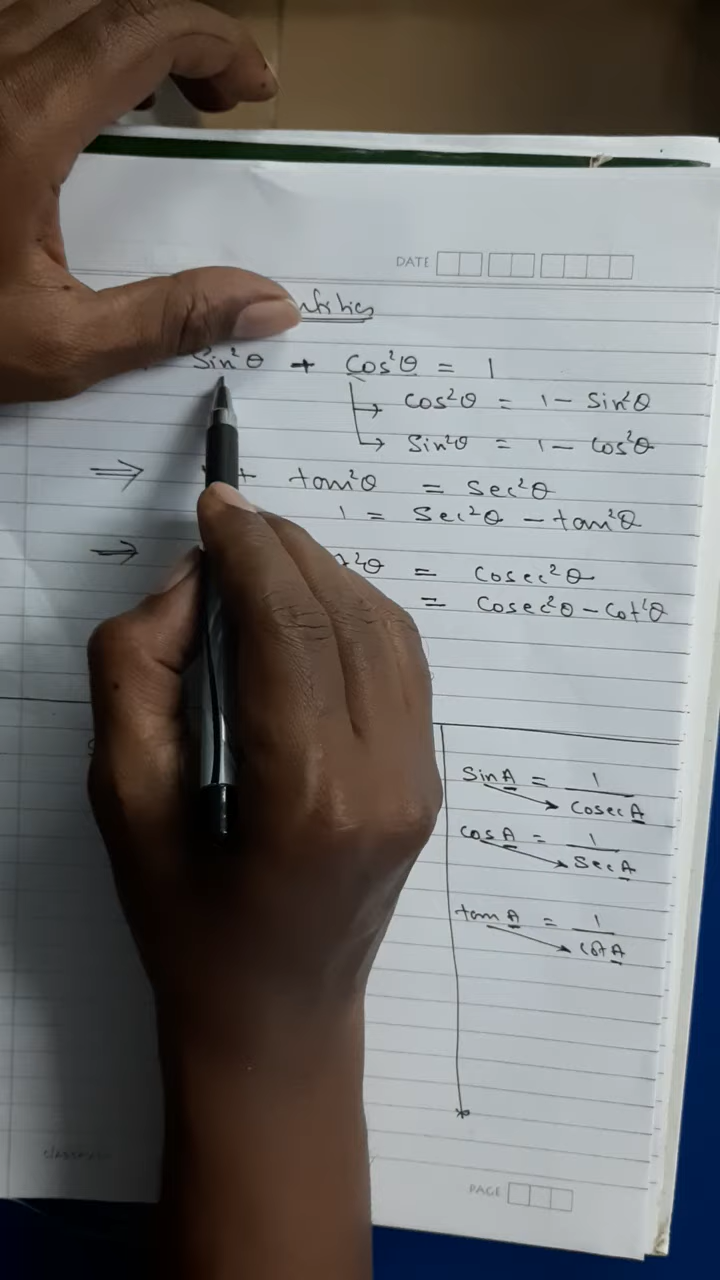 DATE
Sin²θ + Cos²θ = 1
Cos²θ = 1 - Sin²θ
Sin²θ = 1 - Cos²θ
⇒ + tan²θ = Sec²θ
1 = Sec²θ - tan²θ
⇒ ²θ = Cosec²θ
= Cosec²θ - Cot²θ
SinA = 1/CosecA
CosA = 1/SecA
tanA = 1/CotA
PAGE